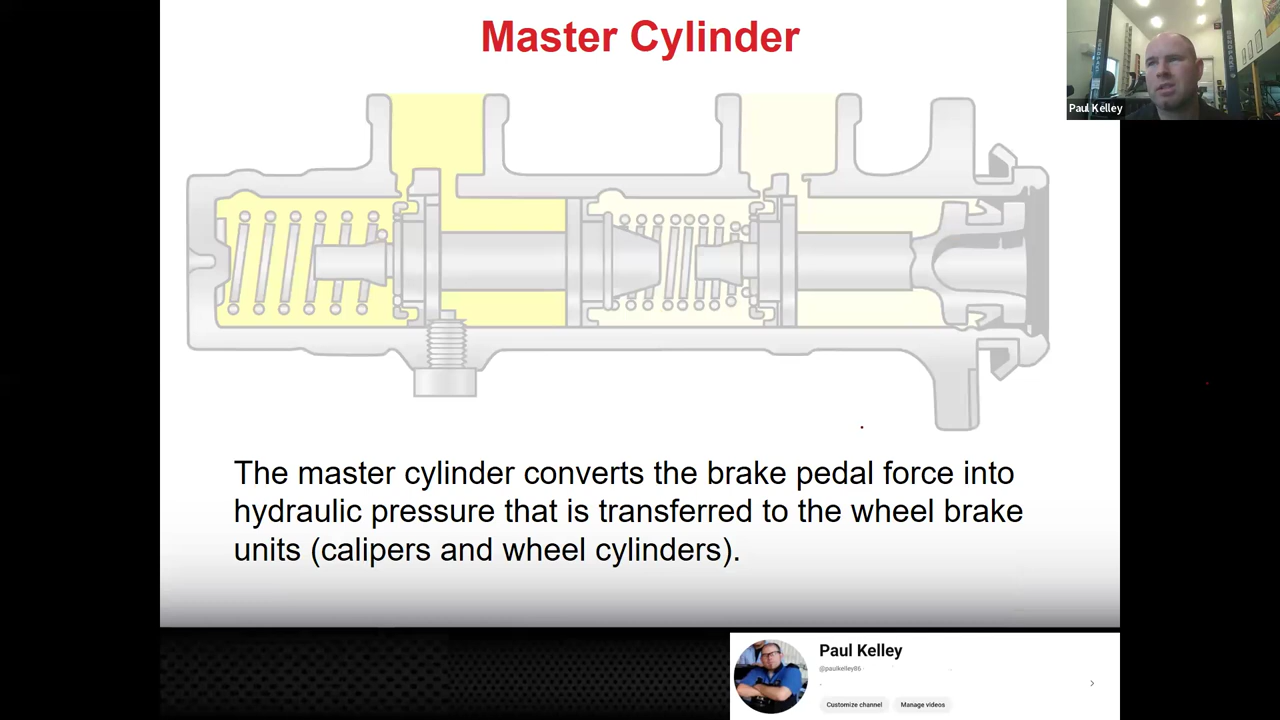 Master Cylinder
Paul Kelley
The master cylinder converts the brake pedal force into
hydraulic pressure that is transferred to the wheel brake
units (calipers and wheel cylinders).
Paul Kelley
@paulkelley86
Customize channel
Manage videos
BENDPAK